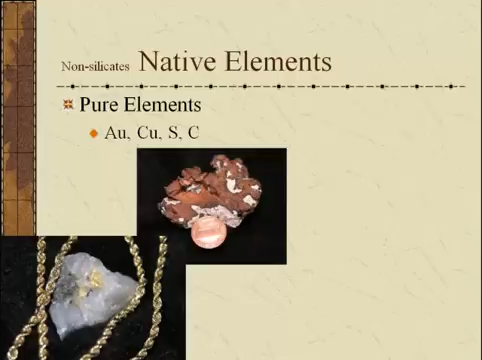 Non-silicates Native Elements
Pure Elements
Au, Cu, S, C